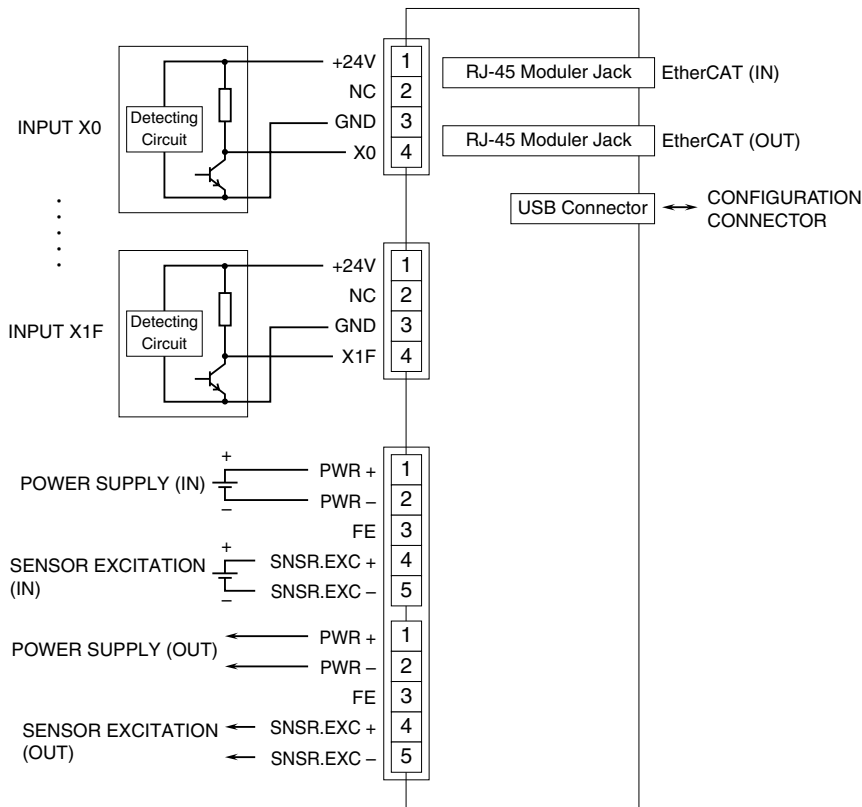 INPUT X0
Detecting
Circuit
+24V 1
NC 2
GND 3
X0 4
RJ-45 Moduler Jack EtherCAT (IN)
RJ-45 Moduler Jack EtherCAT (OUT)
USB Connector CONFIGURATION
CONNECTOR
INPUT X1F
Detecting
Circuit
+24V 1
NC 2
GND 3
X1F 4
POWER SUPPLY (IN)
+
–
PWR + 1
PWR – 2
FE 3
SENSOR EXCITATION
(IN)
+
–
SNSR.EXC + 4
SNSR.EXC – 5
POWER SUPPLY (OUT)
PWR + 1
PWR – 2
FE 3
SENSOR EXCITATION
(OUT)
SNSR.EXC + 4
SNSR.EXC – 5